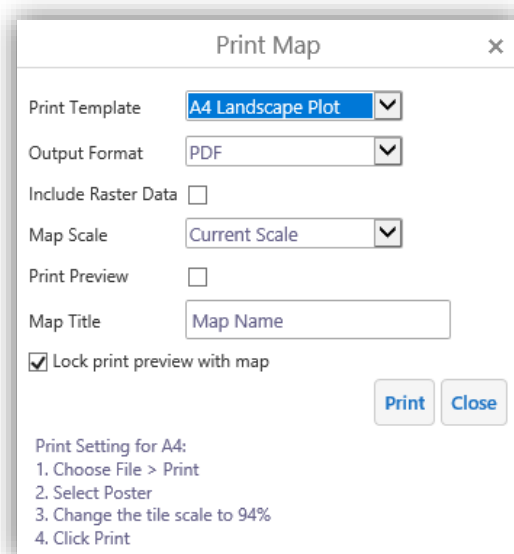 Print Map
Print Template A4 Landscape Plot
Output Format PDF
Include Raster Data
Map Scale Current Scale
Print Preview
Map Title Map Name
Lock print preview with map
Print Close
Print Setting for A4:
1. Choose File > Print
2. Select Poster
3. Change the tile scale to 94%
4. Click Print